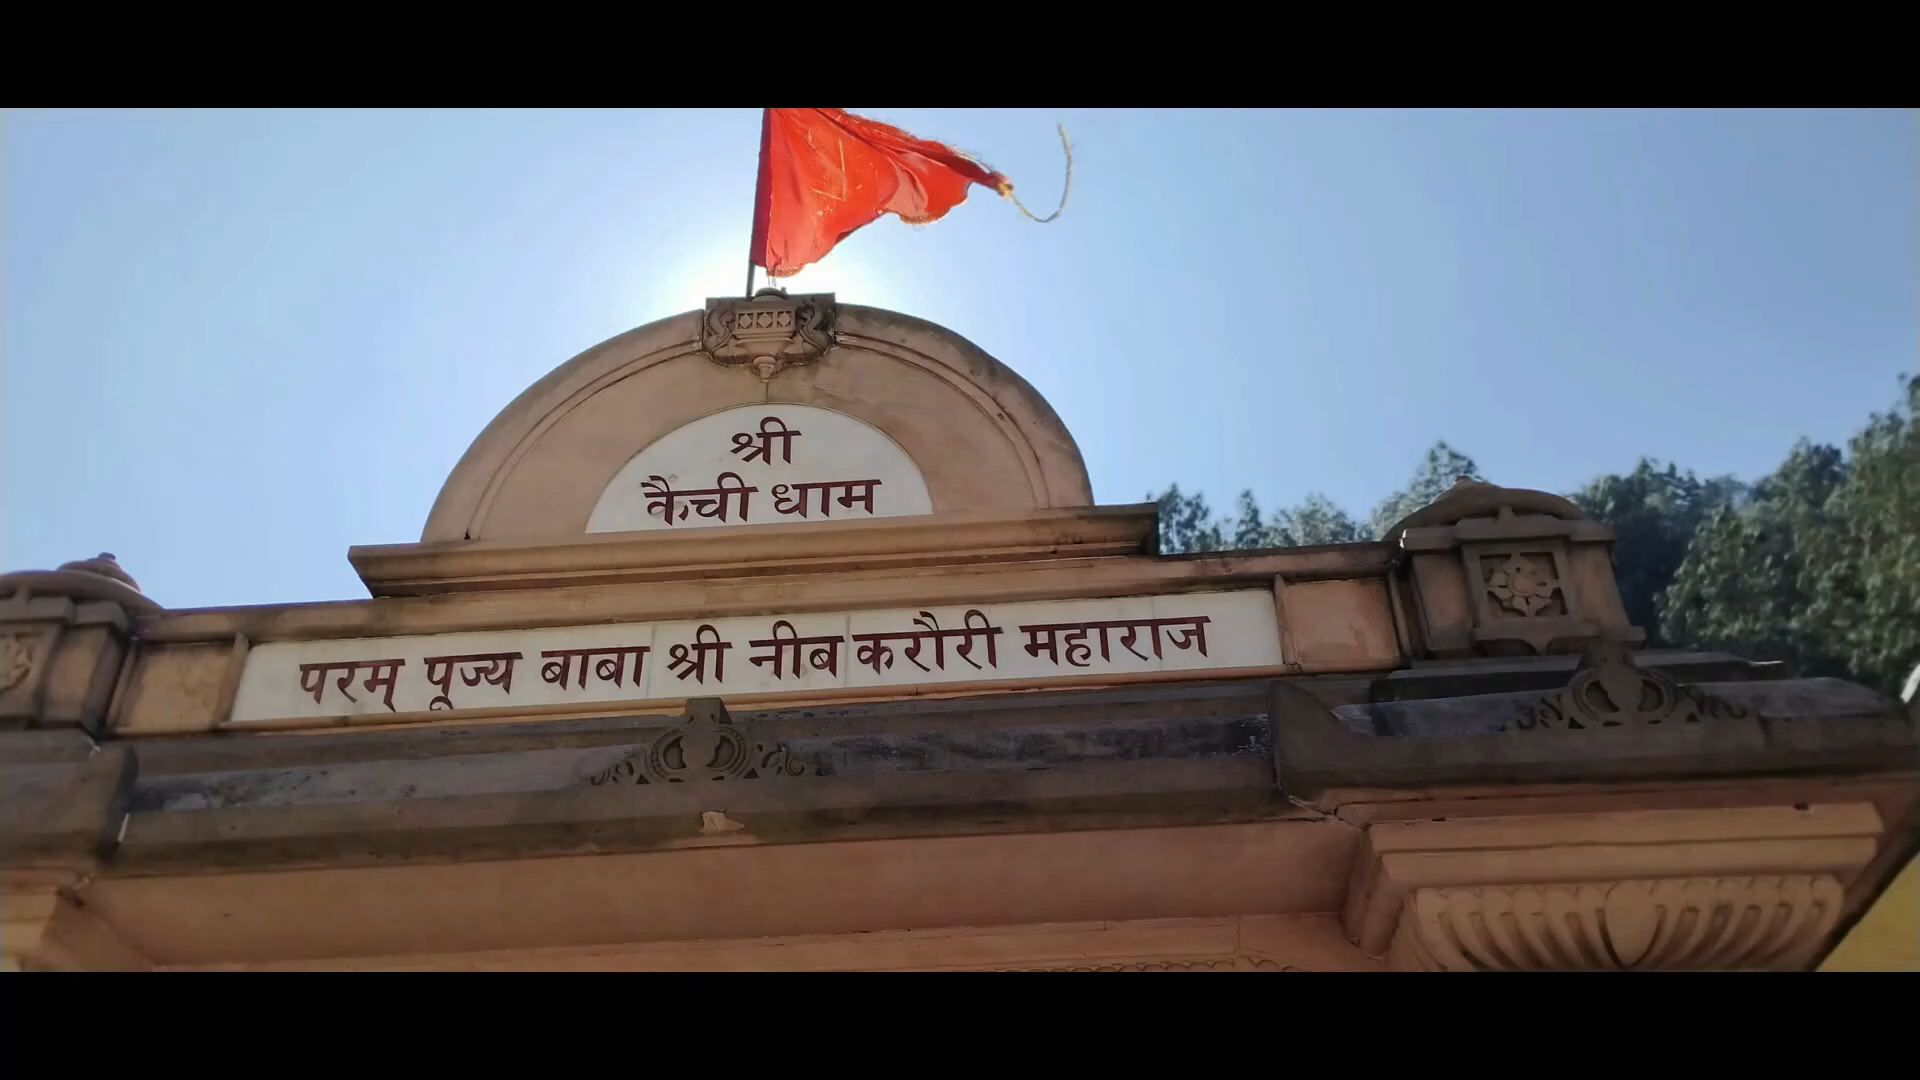 श्री
कैंची धाम
परम् पूज्य बाबा श्री नीब करौरी महाराज